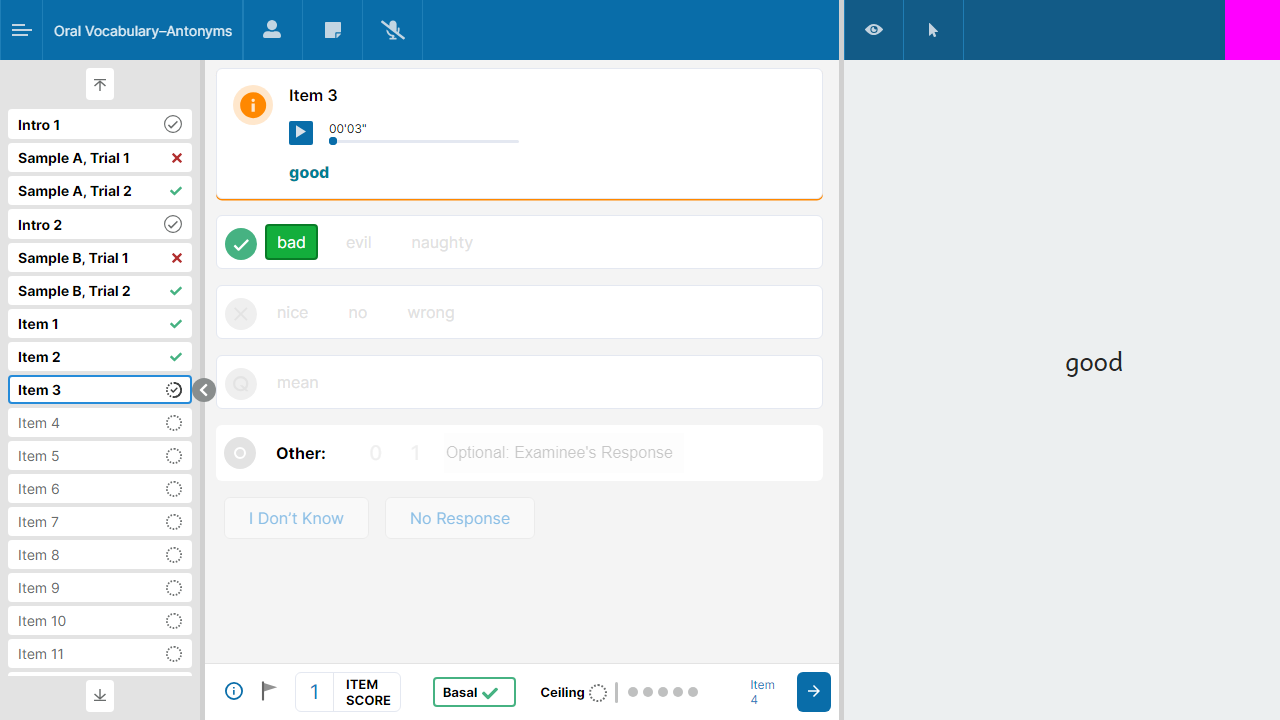 Oral Vocabulary–Antonyms
Intro 1
Sample A, Trial 1
Sample A, Trial 2
Intro 2
Sample B, Trial 1
Sample B, Trial 2
Item 1
Item 2
Item 3
Item 4
Item 5
Item 6
Item 7
Item 8
Item 9
Item 10
Item 11
Item 3
00'03"
good
bad evil naughty
nice no wrong
Q mean
Other: 0 1 Optional: Examinee's Response
I Don't Know No Response
1 ITEM SCORE
Basal
Ceiling
Item 4
good